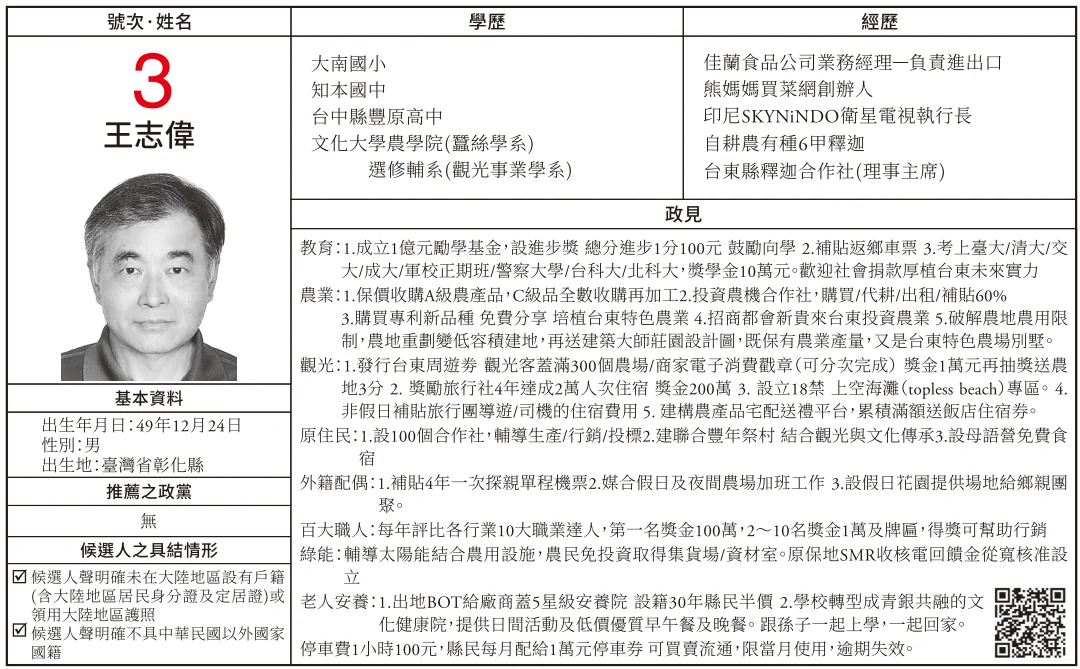 號次·姓名
3
王志偉
基本資料
出生年月日：49年12月24日
性別：男
出生地：臺灣省彰化縣
推薦之政黨
無
候選人之具結情形
☑ 候選人聲明確未在大陸地區設有戶籍
(含大陸地區居民身分證及定居證)或
領用大陸地區護照
☑ 候選人聲明確不具中華民國以外國家
國籍
學歷
大南國小
知本國中
台中縣豐原高中
文化大學農學院(蠶絲學系)
選修輔系(觀光事業學系)
經歷
佳蘭食品公司業務經理—負責進出口
熊媽媽買菜網創辦人
印尼SKYNiNDO衛星電視執行長
自耕農有種6甲釋迦
台東縣釋迦合作社(理事主席)
政見
教育：1.成立1億元勵學基金，設進步獎 總分進步1分100元 鼓勵向學 2.補貼返鄉車票 3.考上臺大/清大/交
大/成大/軍校正期班/警察大學/台科大/北科大，獎學金10萬元。歡迎社會捐款厚植台東未來實力
農業：1.保價收購A級農產品，C級品全數收購再加工2.投資農機合作社，購買/代耕/出租/補貼60%
3.購買專利新品種 免費分享 培植台東特色農業 4.招商都會新貴來台東投資農業 5.破解農地農用限
制，農地重劃變低容積建地，再送建築大師莊園設計圖，既保有農業產量，又是台東特色農場別墅。
觀光：1.發行台東周遊劵 觀光客蓋滿300個農場/商家電子消費戳章（可分次完成） 獎金1萬元再抽獎送農
地3分 2. 獎勵旅行社4年達成2萬人次住宿 獎金200萬 3. 設立18禁 上空海灘（topless beach）專區。 4.
非假日補貼旅行團導遊/司機的住宿費用 5. 建構農產品宅配送禮平台，累積滿額送飯店住宿券。
原住民：1.設100個合作社，輔導生產/行銷/投標2.建聯合豐年祭村 結合觀光與文化傳承3.設母語營免費食
宿
外籍配偶：1.補貼4年一次探親單程機票2.媒合假日及夜間農場加班工作 3.設假日花園提供場地給鄉親團
聚。
百大職人：每年評比各行業10大職業達人，第一名獎金100萬，2～10名獎金1萬及牌匾，得獎可幫助行銷
綠能：輔導太陽能結合農用設施，農民免投資取得集貨場/資材室。原保地SMR收核電回饋金從寬核准設
立
老人安養：1.出地BOT給廠商蓋5星級安養院 設籍30年縣民半價 2.學校轉型成青銀共融的文
化健康院，提供日間活動及低價優質早午餐及晚餐。跟孫子一起上學，一起回家。
停車費1小時100元，縣民每月配給1萬元停車劵 可買賣流通，限當月使用，逾期失效。